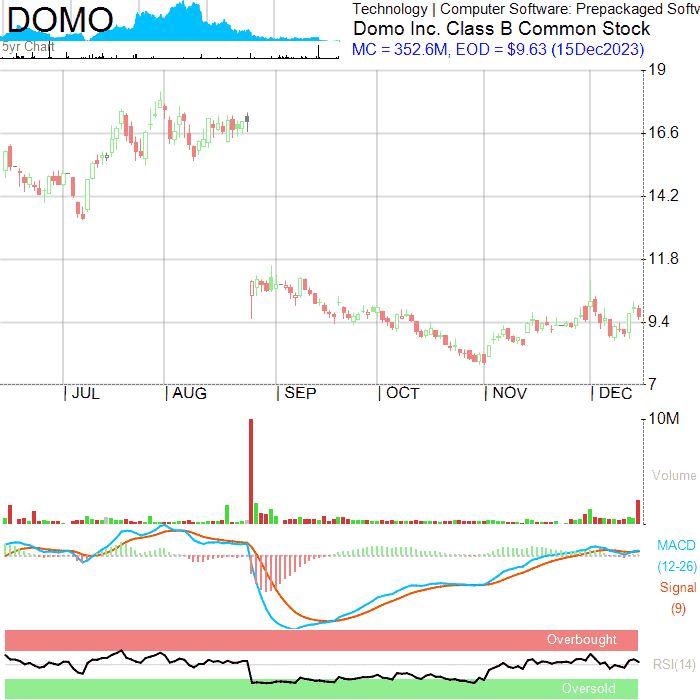 DOMO
5yr Chart
Technology | Computer Software: Prepackaged Softw
Domo Inc. Class B Common Stock
MC = 352.6M, EOD = $9.63 (15Dec2023)
19
16.6
14.2
11.8
9.4
7
JUL AUG SEP OCT NOV DEC
10M
Volume
MACD
(12-26)
Signal
(9)
Overbought
RSI(14)
Oversold